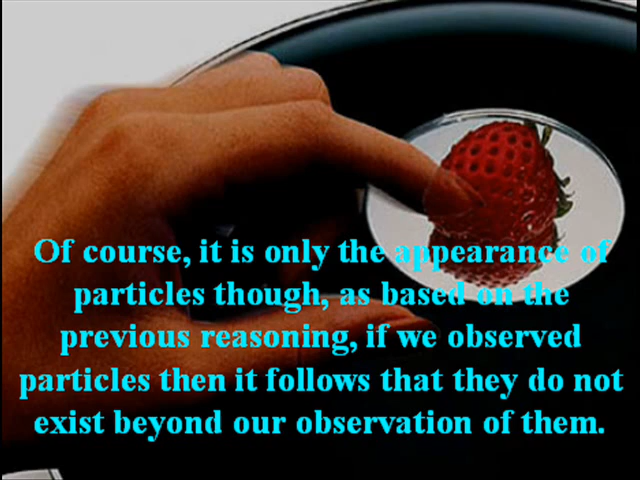 Of course, it is only the appearance of
particles though, as based on the
previous reasoning, if we observed
particles then it follows that they do not
exist beyond our observation of them.